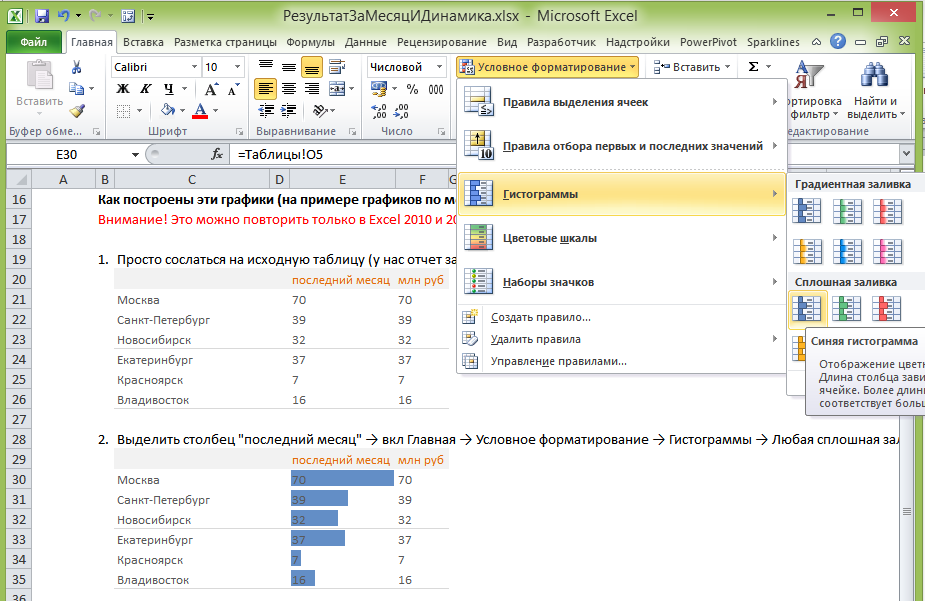 РезультатЗаМесяцИДинамика.xlsx - Microsoft Excel
Файл Главная Вставка Разметка страницы Формулы Данные Рецензирование Вид Разработчик Надстройки PowerPivot Sparklines
Calibri 10 Числовой Условное форматирование Вставить Σ
Вставить Ж К Ч % 000 ортировка Найти и
фильтр выделить
Буфер обме... Шрифт Выравнивание Число едактирование
E30 fx =Таблицы!O5
Правила выделения ячеек
Правила отбора первых и последних значений
Гистограммы
Цветовые шкалы
Наборы значков
Создать правило...
Удалить правила
Управление правилами...
Градиентная заливка
Сплошная заливка
Синяя гистограмма
Отображение цветн
Длина столбца зави
ячейке. Более длин
соответствует больш
A B C D E F G
16 Как построены эти графики (на примере графиков по м
17 Внимание! Это можно повторить только в Excel 2010 и 20
18
19 1. Просто сослаться на исходную таблицу (у нас отчет за
20 последний месяц млн руб
21 Москва 70 70
22 Санкт-Петербург 39 39
23 Новосибирск 32 32
24 Екатеринбург 37 37
25 Красноярск 7 7
26 Владивосток 16 16
27
28 2. Выделить столбец "последний месяц" → вкл Главная → Условное форматирование → Гистограммы → Любая сплошная зал
29 последний месяц млн руб
30 Москва 70 70
31 Санкт-Петербург 39 39
32 Новосибирск 32 32
33 Екатеринбург 37 37
34 Красноярск 7 7
35 Владивосток 16 16
36